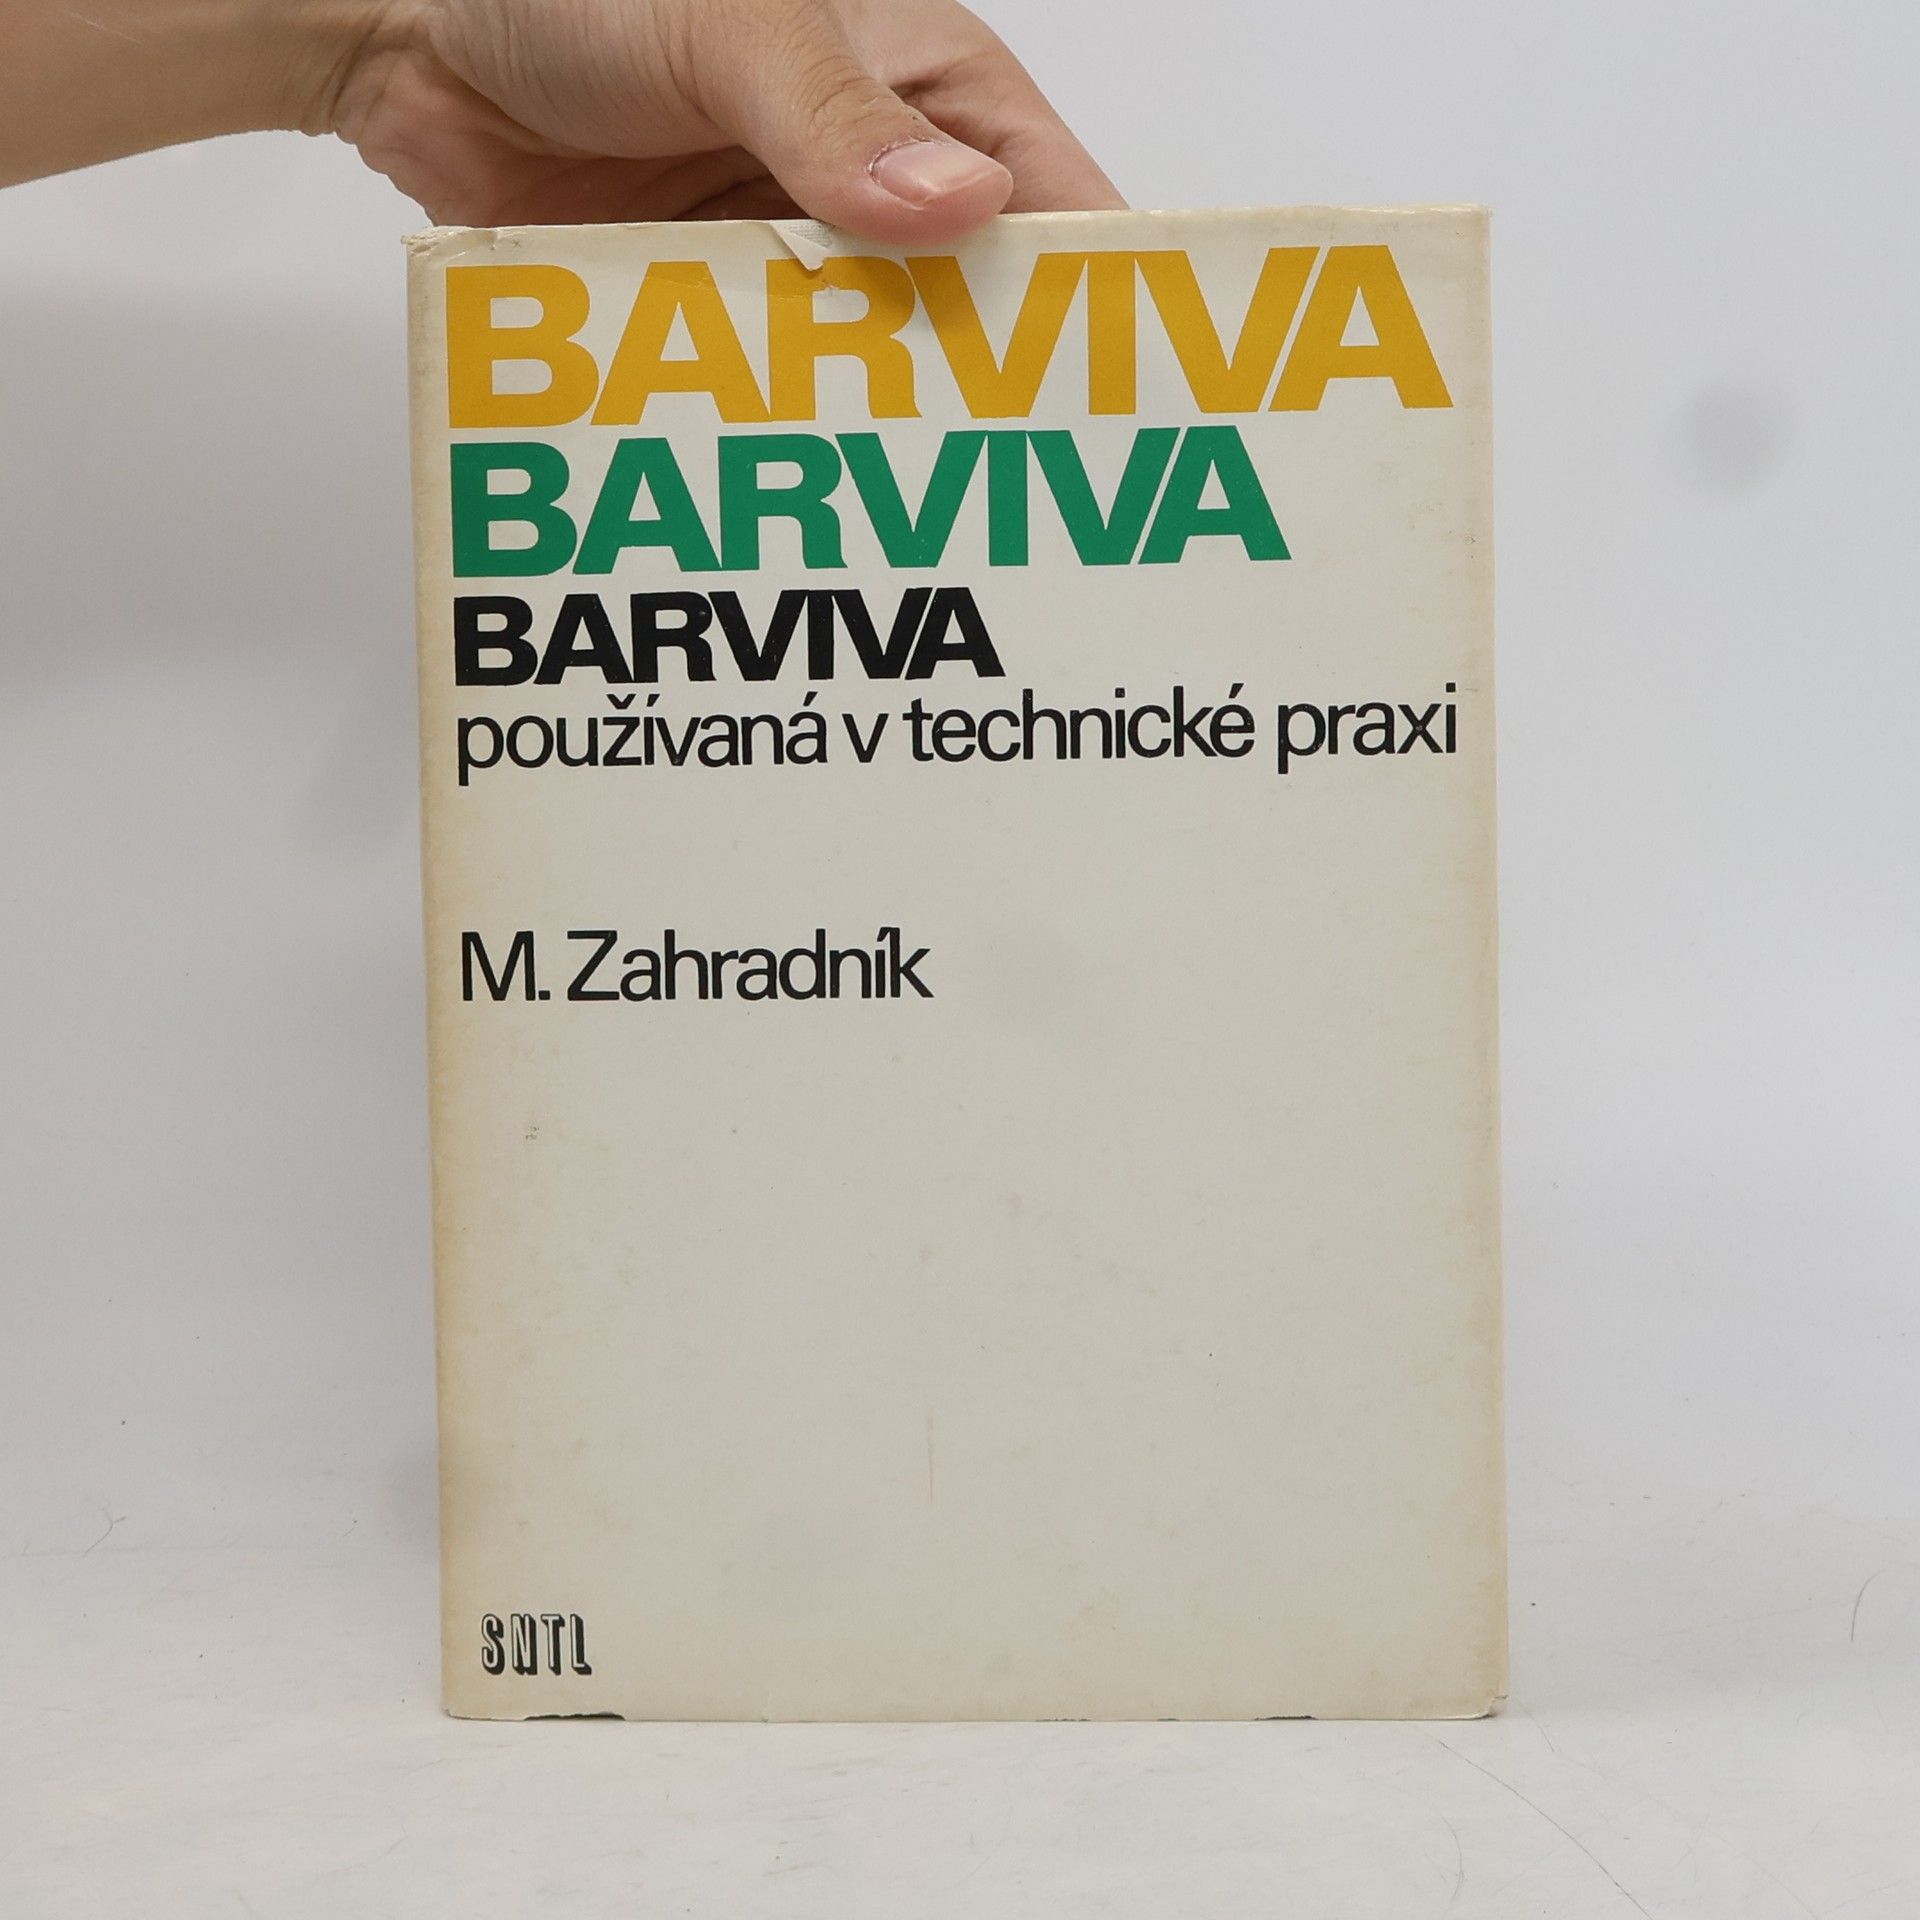 BARVIVA
BARVIVA
BARVIVA
používaná v technické praxi
M. Zahradník
SNTL